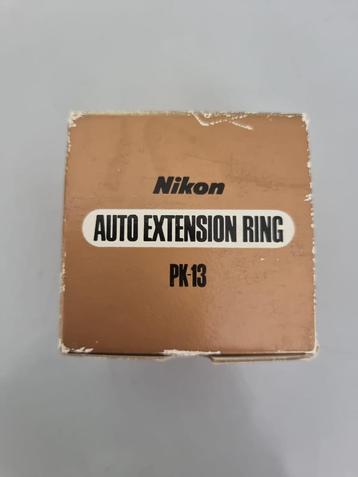 Nikon
AUTO EXTENSION RING
PK-13